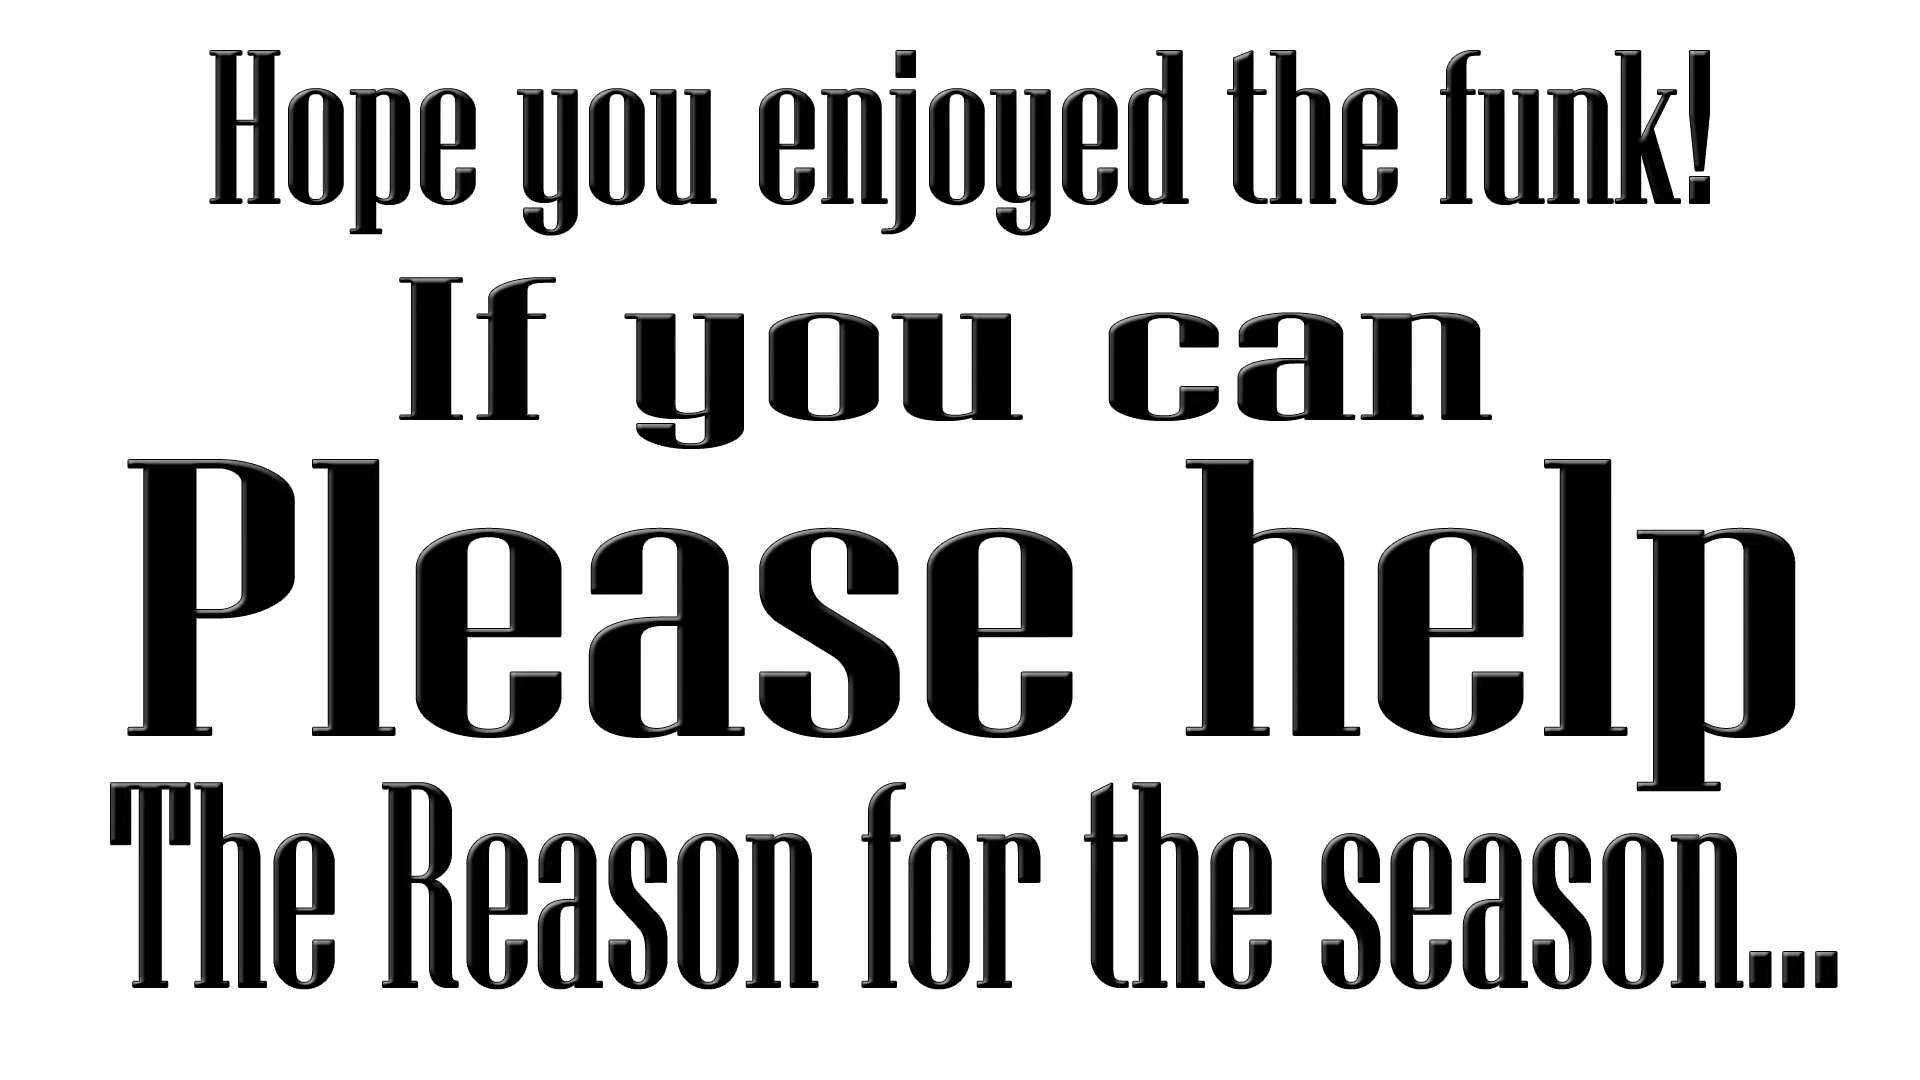 Hope you enjoyed the funk!
If you can
Please help
The Reason for the season...